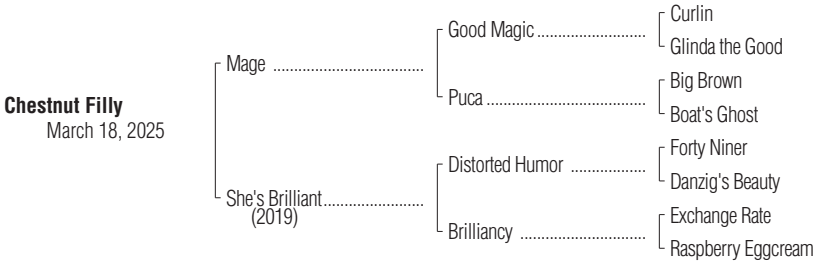 Chestnut Filly
March 18, 2025
Mage ..................................
She's Brilliant.......................
(2019)
Good Magic .........................
Puca .....................................
Distorted Humor .................
Brilliancy .............................
Curlin
Glinda the Good
Big Brown
Boat's Ghost
Forty Niner
Danzig's Beauty
Exchange Rate
Raspberry Eggcream